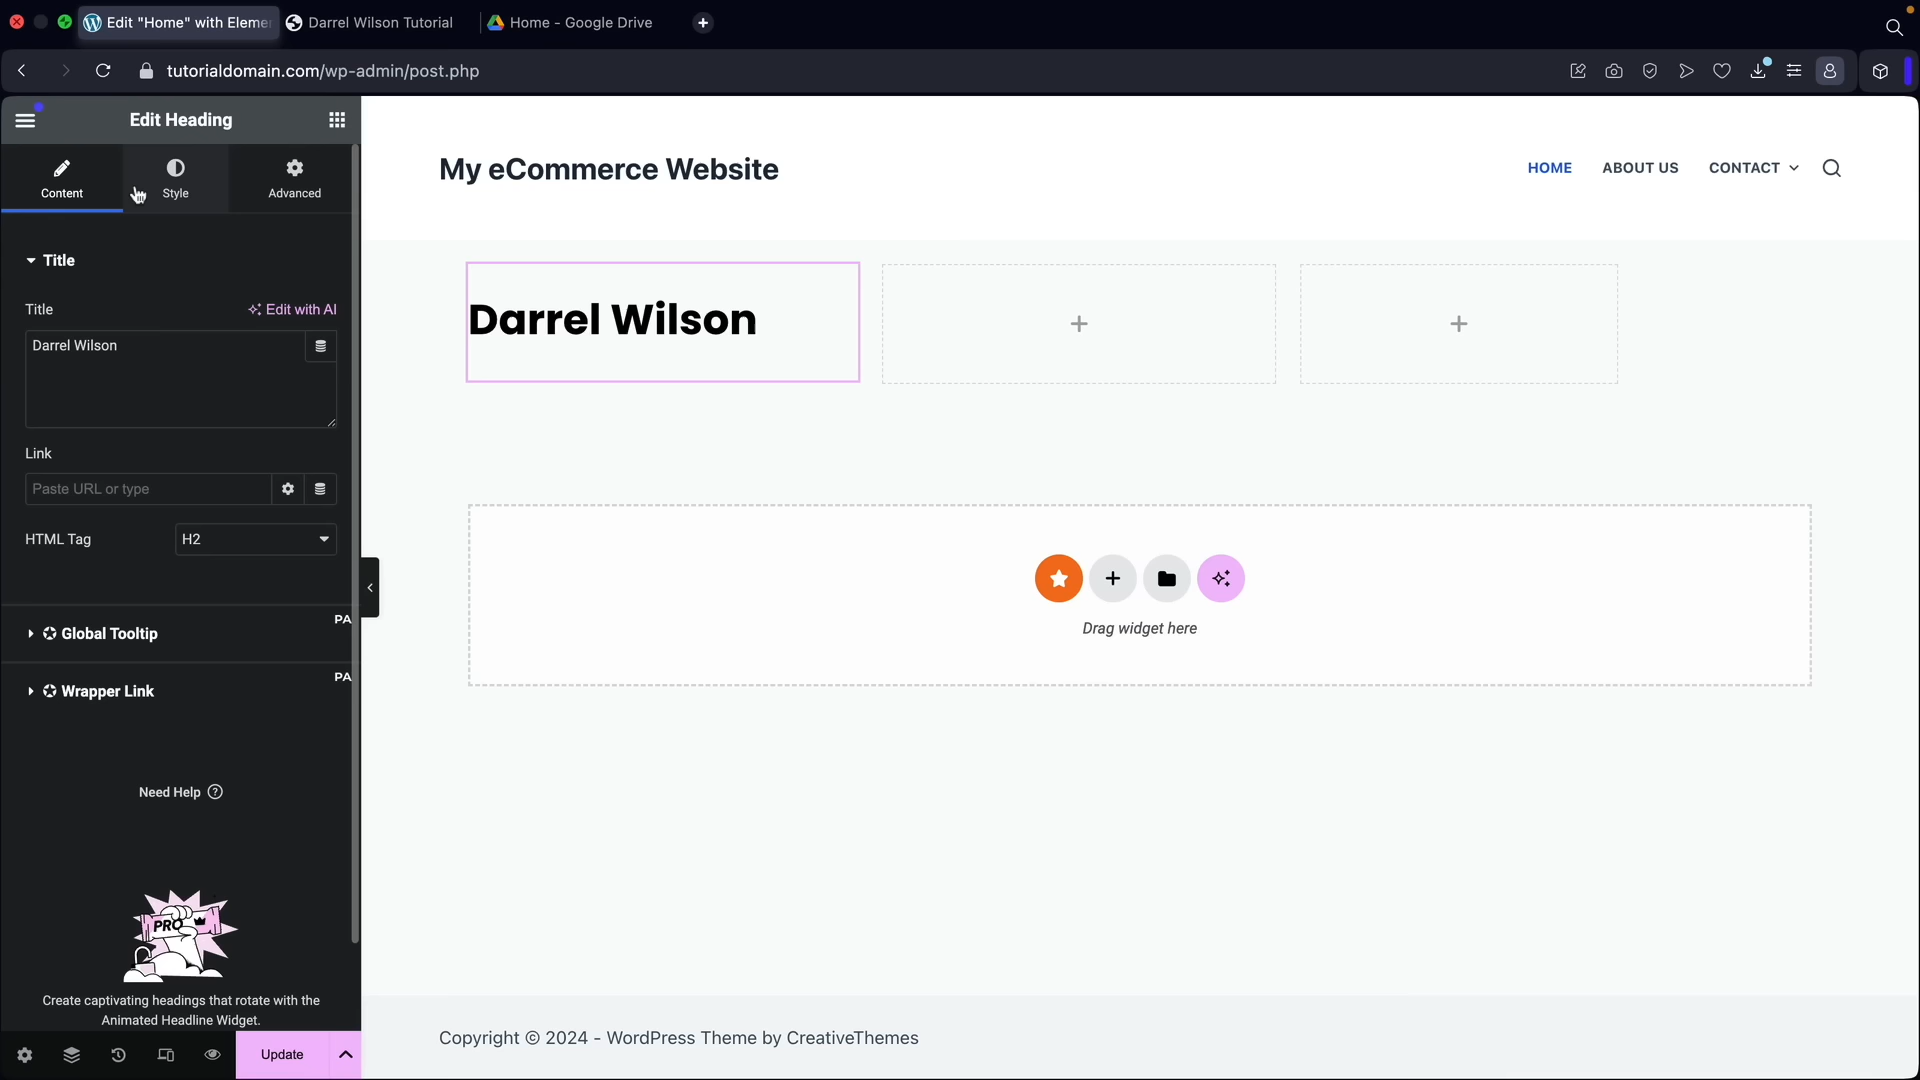 Edit "Home" with Eleme
Darrel Wilson Tutorial
Home - Google Drive
tutorialdomain.com/wp-admin/post.php
Edit Heading
Content
Style
Advanced
My eCommerce Website
HOME
ABOUT US
CONTACT
Title
Title
Edit with AI
Darrel Wilson
Darrel Wilson
Link
Paste URL or type
HTML Tag
H2
Drag widget here
PA
Global Tooltip
PA
Wrapper Link
Need Help
PRO
Create captivating headings that rotate with the
Animated Headline Widget.
Update
Copyright © 2024 - WordPress Theme by CreativeThemes